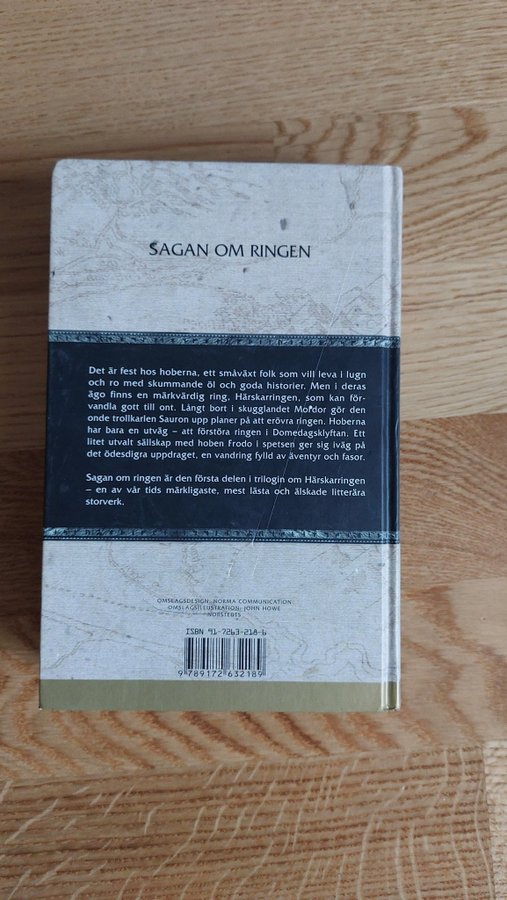 SAGAN OM RINGEN
Det är fest hos hoberna, ett småväxt folk som vill leva i lugn
och ro med skummande öl och goda historier. Men i deras
ägo finns en märkvärdig ring, Härskarringen, som kan för-
vandla gott till ont. Långt bort i skugglandet Mordor gör den
onde trollkarlen Sauron upp planer på att erövra ringen. Hoberna
har bara en utväg – att förstöra ringen i Domedagsklyftan. Ett
litet utvalt sällskap med hoben Frodo i spetsen ger sig iväg på
det ödesdigra uppdraget, en vandring fylld av äventyr och fasor.
Sagan om ringen är den första delen i trilogin om Härskarringen
– en av vår tids märkligaste, mest lästa och älskade litterära
storverk.
OMSLAGSDESIGN: NORMA COMMUNICATION
OMSLAGSILLUSTRATION: JOHN HOWE
NORSTEDTS
ISBN 91-7263-218-6
9 789172 632189